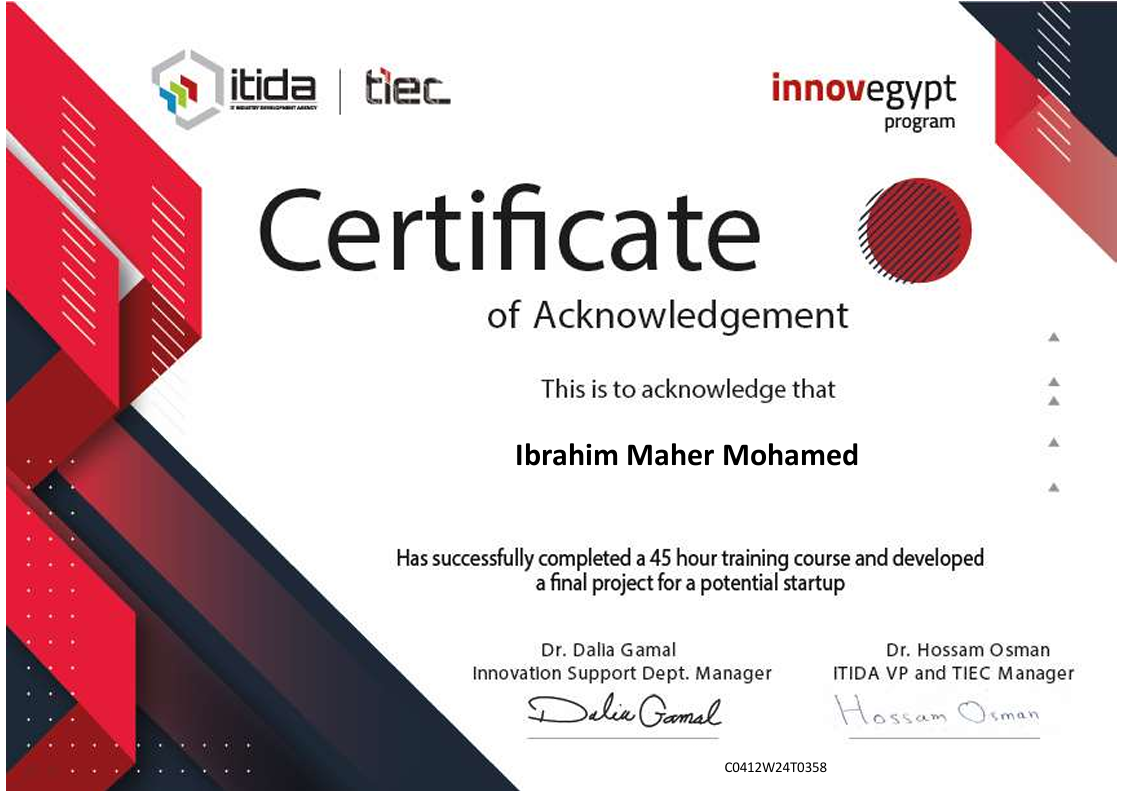 itida
IT INDUSTRY DEVELOPMENT AGENCY
tiec
innovegypt
program
Certificate
of Acknowledgement
This is to acknowledge that
Ibrahim Maher Mohamed
Has successfully completed a 45 hour training course and developed
a final project for a potential startup
Dr. Dalia Gamal
Innovation Support Dept. Manager
Dalia Gamal
Dr. Hossam Osman
ITIDA VP and TIEC Manager
Hossam Osman
C0412W24T0358